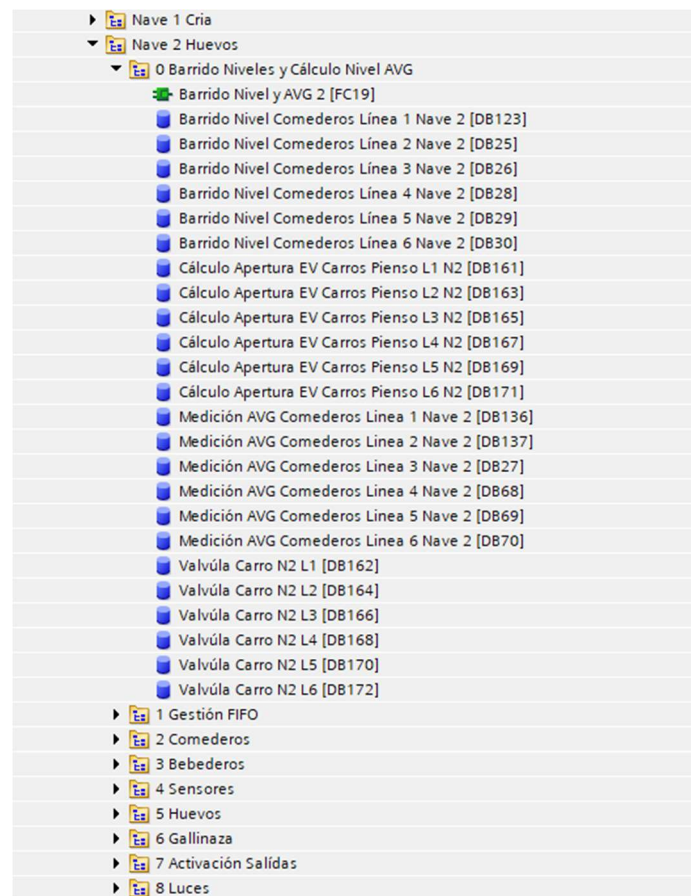 Nave 1 Cria
Nave 2 Huevos
0 Barrido Niveles y Cálculo Nivel AVG
Barrido Nivel y AVG 2 [FC19]
Barrido Nivel Comederos Línea 1 Nave 2 [DB123]
Barrido Nivel Comederos Línea 2 Nave 2 [DB25]
Barrido Nivel Comederos Línea 3 Nave 2 [DB26]
Barrido Nivel Comederos Línea 4 Nave 2 [DB28]
Barrido Nivel Comederos Línea 5 Nave 2 [DB29]
Barrido Nivel Comederos Línea 6 Nave 2 [DB30]
Cálculo Apertura EV Carros Pienso L1 N2 [DB161]
Cálculo Apertura EV Carros Pienso L2 N2 [DB163]
Cálculo Apertura EV Carros Pienso L3 N2 [DB165]
Cálculo Apertura EV Carros Pienso L4 N2 [DB167]
Cálculo Apertura EV Carros Pienso L5 N2 [DB169]
Cálculo Apertura EV Carros Pienso L6 N2 [DB171]
Medición AVG Comederos Linea 1 Nave 2 [DB136]
Medición AVG Comederos Linea 2 Nave 2 [DB137]
Medición AVG Comederos Linea 3 Nave 2 [DB27]
Medición AVG Comederos Linea 4 Nave 2 [DB68]
Medición AVG Comederos Linea 5 Nave 2 [DB69]
Medición AVG Comederos Linea 6 Nave 2 [DB70]
Valvúla Carro N2 L1 [DB162]
Valvúla Carro N2 L2 [DB164]
Valvúla Carro N2 L3 [DB166]
Valvúla Carro N2 L4 [DB168]
Valvúla Carro N2 L5 [DB170]
Valvúla Carro N2 L6 [DB172]
1 Gestión FIFO
2 Comederos
3 Bebederos
4 Sensores
5 Huevos
6 Gallinaza
7 Activación Salídas
8 Luces